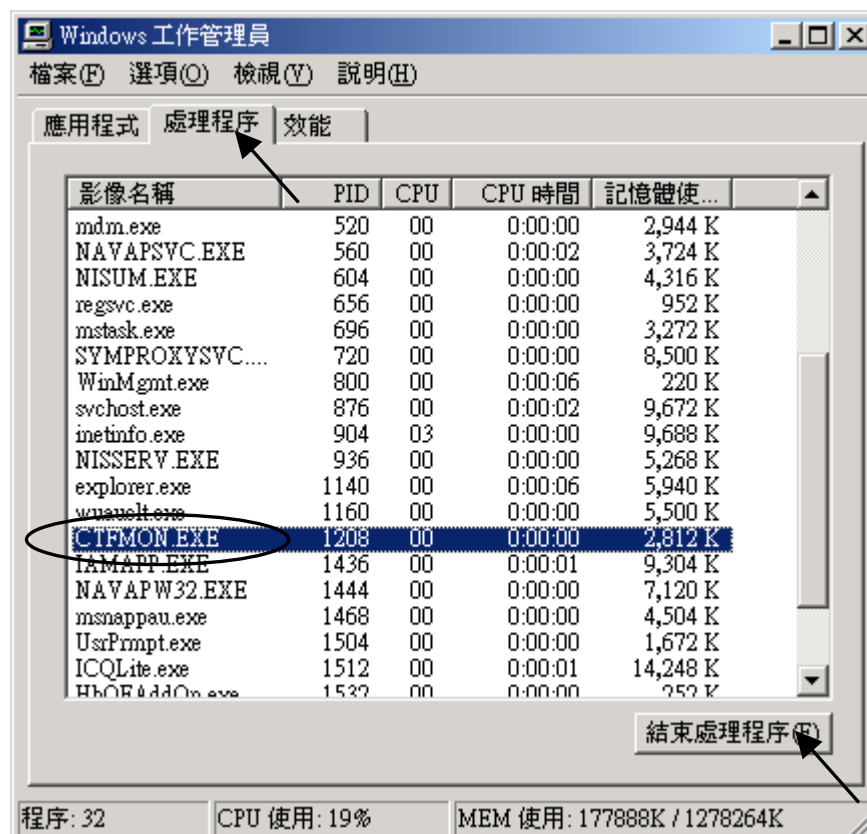 Windows 工作管理員
檔案(F) 選項(O) 檢視(V) 說明(H)
應用程式 處理程序 效能
影像名稱 PID CPU CPU 時間 記憶體使...
mdm.exe 520 00 0:00:00 2,944 K
NAVAPSVC.EXE 560 00 0:00:02 3,724 K
NISUM.EXE 604 00 0:00:00 4,316 K
regsvc.exe 656 00 0:00:00 952 K
mstask.exe 696 00 0:00:00 3,272 K
SYMPROXYSVC.... 720 00 0:00:00 8,500 K
WinMgmt.exe 800 00 0:00:06 220 K
svchost.exe 876 00 0:00:02 9,672 K
inetinfo.exe 904 03 0:00:00 9,688 K
NISSERV.EXE 936 00 0:00:00 5,268 K
explorer.exe 1140 00 0:00:06 5,940 K
wuauclt.exe 1160 00 0:00:00 5,500 K
CTFMON.EXE 1208 00 0:00:00 2,812 K
IAMAPP.EXE 1436 00 0:00:01 9,304 K
NAVAPW32.EXE 1444 00 0:00:00 7,120 K
msnappau.exe 1468 00 0:00:00 4,504 K
UsrPrmpt.exe 1504 00 0:00:00 1,672 K
ICQLite.exe 1512 00 0:00:01 14,248 K
1532 00 0:00:00 252 K
結束處理程序(E)
程序: 32 CPU 使用: 19% MEM 使用: 177888K / 1278264K